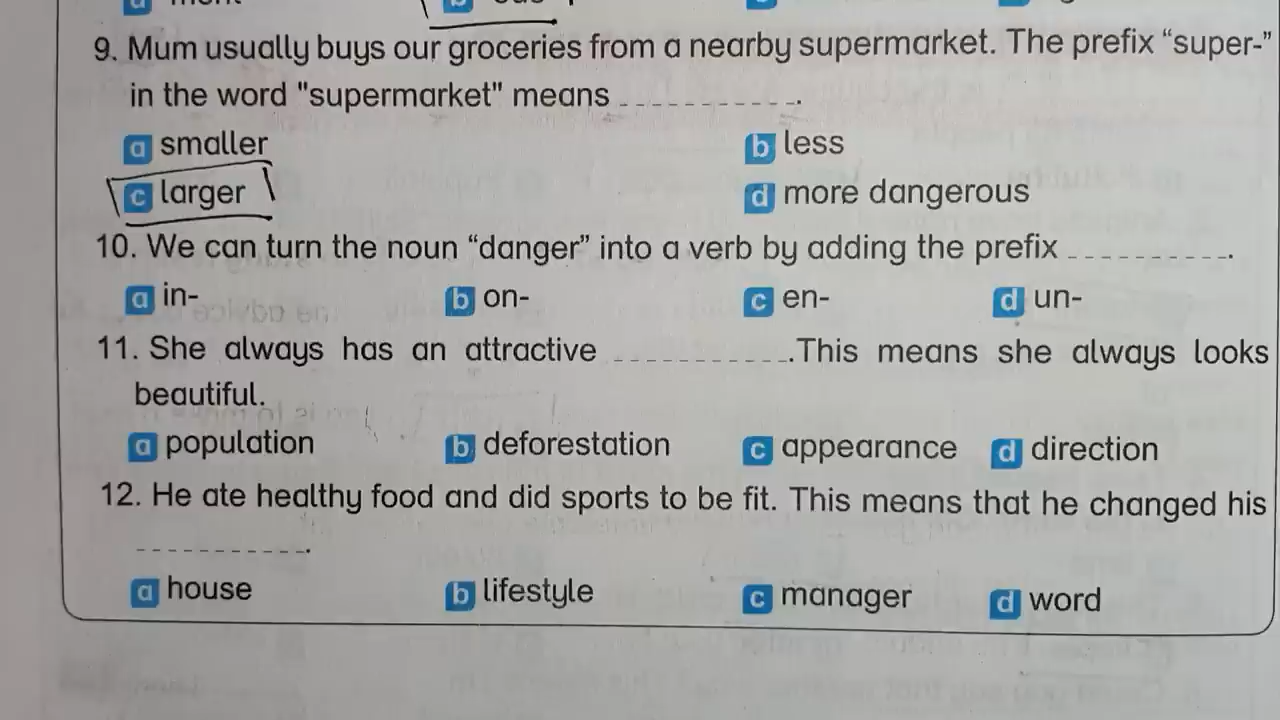 9. Mum usually buys our groceries from a nearby supermarket. The prefix “super-”
in the word "supermarket" means __________.
a smaller b less
c larger d more dangerous
10. We can turn the noun “danger” into a verb by adding the prefix __________.
a in- b on- c en- d un-
11. She always has an attractive __________.This means she always looks
beautiful.
a population b deforestation c appearance d direction
12. He ate healthy food and did sports to be fit. This means that he changed his
__________.
a house b lifestyle c manager d word